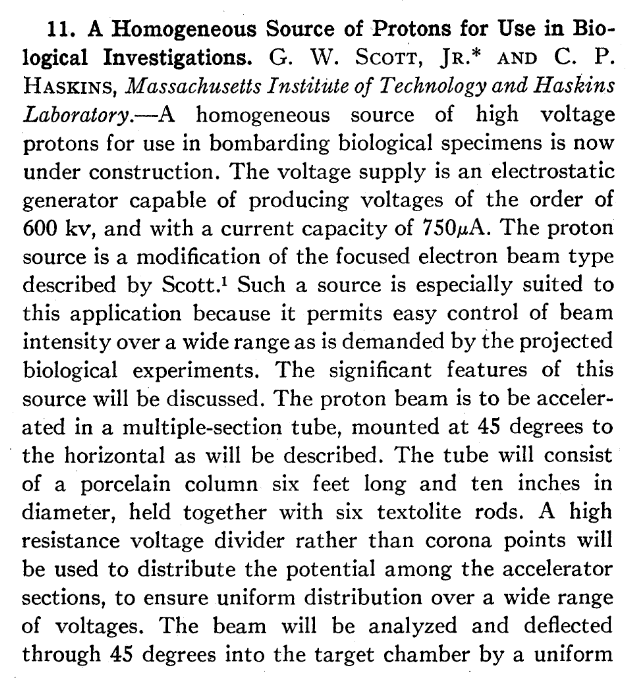 11. A Homogeneous Source of Protons for Use in Bio-
logical Investigations. G. W. SCOTT, JR.* AND C. P.
HASKINS, Massachusetts Institute of Technology and Haskins
Laboratory.—A homogeneous source of high voltage
protons for use in bombarding biological specimens is now
under construction. The voltage supply is an electrostatic
generator capable of producing voltages of the order of
600 kv, and with a current capacity of 750μA. The proton
source is a modification of the focused electron beam type
described by Scott.¹ Such a source is especially suited to
this application because it permits easy control of beam
intensity over a wide range as is demanded by the projected
biological experiments. The significant features of this
source will be discussed. The proton beam is to be acceler-
ated in a multiple-section tube, mounted at 45 degrees to
the horizontal as will be described. The tube will consist
of a porcelain column six feet long and ten inches in
diameter, held together with six textolite rods. A high
resistance voltage divider rather than corona points will
be used to distribute the potential among the accelerator
sections, to ensure uniform distribution over a wide range
of voltages. The beam will be analyzed and deflected
through 45 degrees into the target chamber by a uniform